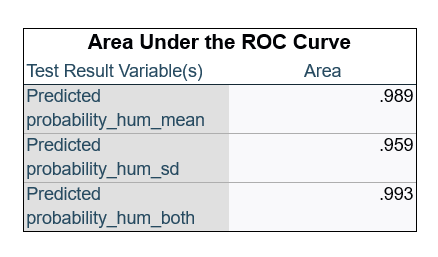 Area Under the ROC Curve
Test Result Variable(s) Area
Predicted .989
probability_hum_mean
Predicted .959
probability_hum_sd
Predicted .993
probability_hum_both